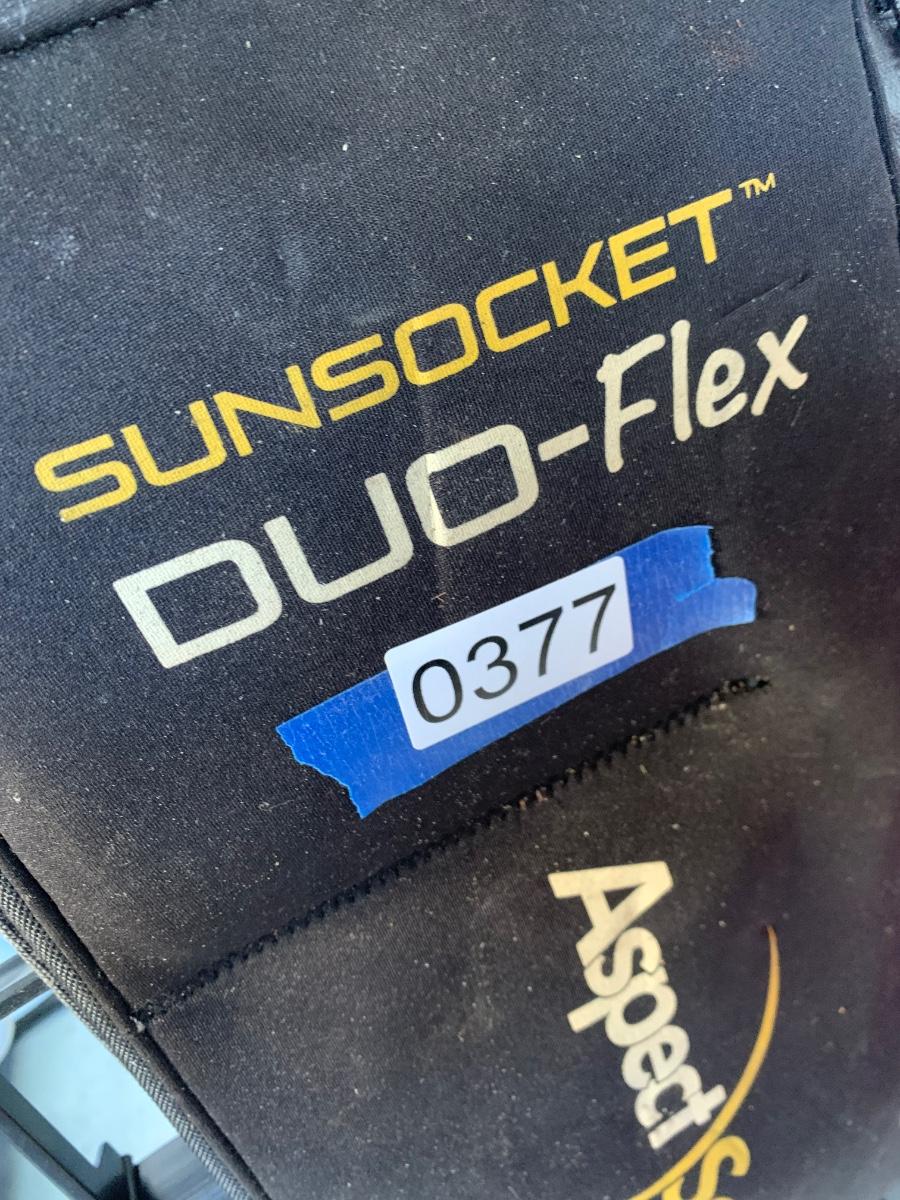 SUNSOCKET™
DUO-Flex
0377
Aspect